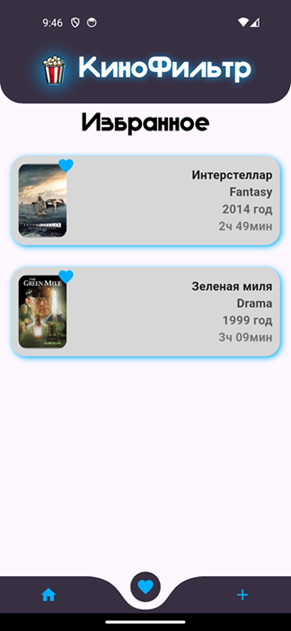 9:46
КиноФильтр
Избранное
Интерстеллар
Fantasy
2014 год
2ч 49мин
THE
GREEN MILE
Зеленая миля
Drama
1999 год
3ч 09мин